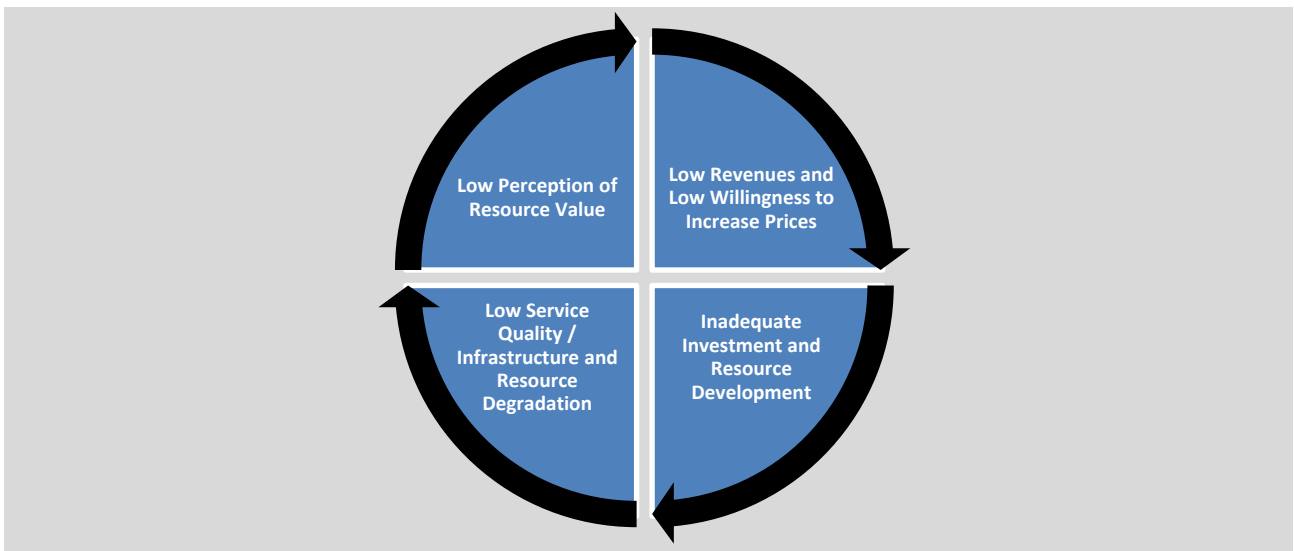 Low Perception of
Resource Value
Low Revenues and
Low Willingness to
Increase Prices
Low Service
Quality /
Infrastructure and
Resource
Degradation
Inadequate
Investment and
Resource
Development